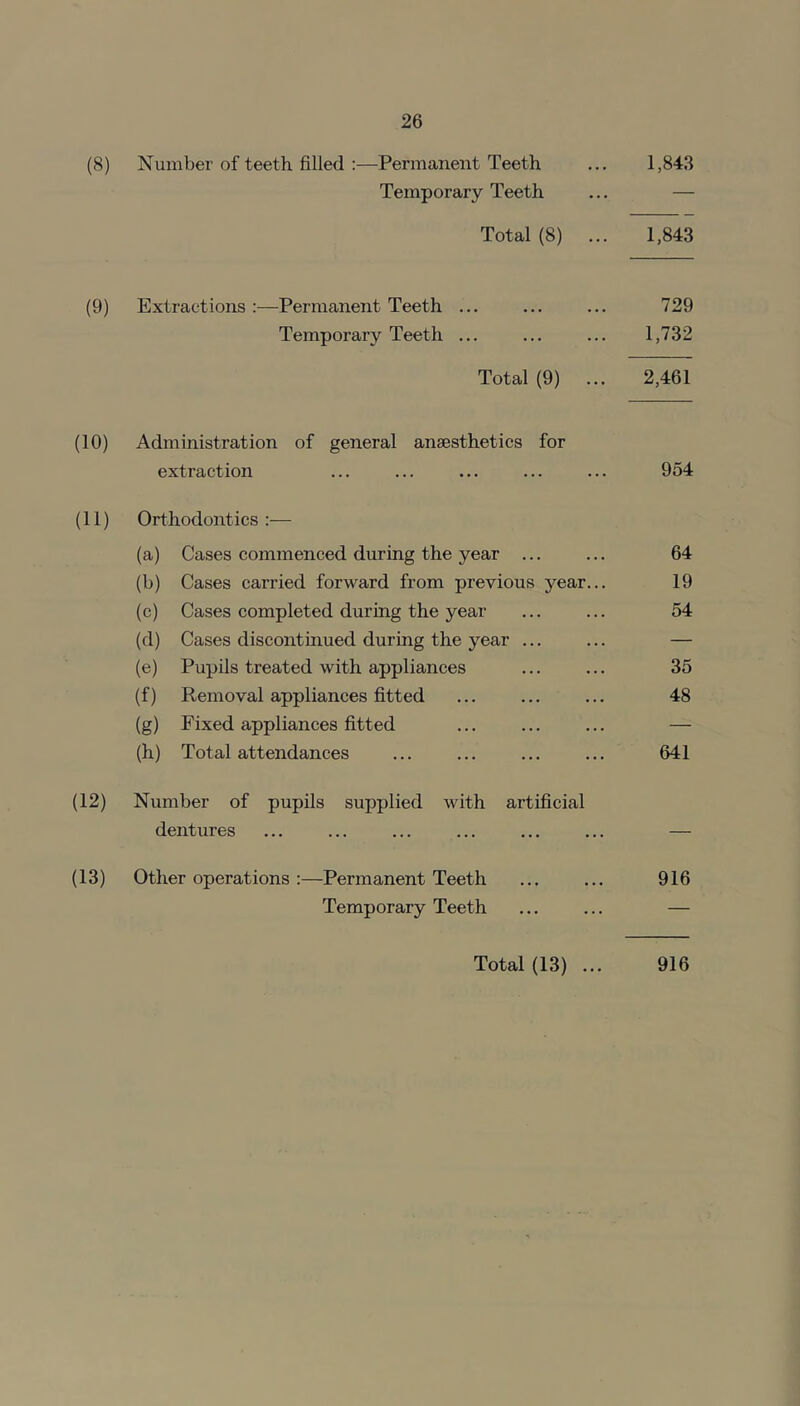 26
(8) Number of teeth filled :—Permanent Teeth ... 1,843
Temporary Teeth ... —
Total (8) ... 1,843
(9) Extractions :—Permanent Teeth ... ... ... 729
Temporary Teeth ... ... ... 1,732
Total (9) ... 2,461
(10) Administration of general anæsthetics for
extraction ... ... ... ... ... 954
(11) Orthodontics :—
(a) Cases commenced during the year ... ... 64
(b) Cases carried forward from previous year... 19
(c) Cases completed during the year ... ... 54
(d) Cases discontinued during the year ... ... —
(e) Pupils treated with appliances ... ... 35
(f) Removal appliances fitted ... ... ... 48
(g) Fixed appliances fitted ... ... ... —
(h) Total attendances ... ... ... ... 641
(12) Number of pupils supplied with artificial
dentures ... ... ... ... ... ... —
(13) Other operations :—Permanent Teeth ... ... 916
Temporary Teeth ... ... —
Total (13) ... 916